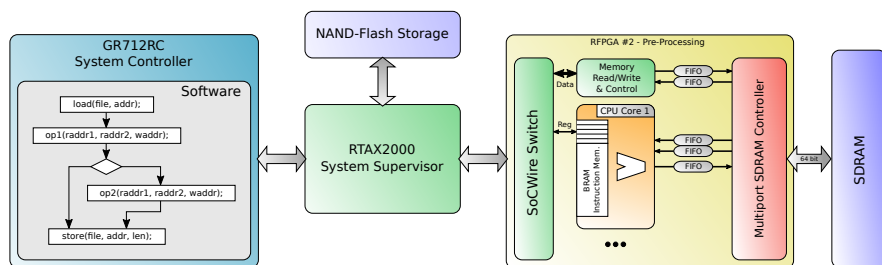 GR712RC
System Controller
Software
load(file, addr);
op1(raddr1, raddr2, waddr);
op2(raddr1, raddr2, waddr);
store(file, addr, len);
NAND-Flash Storage
RTAX2000
System Supervisor
RFPGA #2 - Pre-Processing
SoCWire Switch
Data
Reg
Memory
Read/Write
& Control
CPU Core 1
BRAM
Instruction Mem.
FIFO
FIFO
FIFO
FIFO
FIFO
Multiport SDRAM Controller
64 bit
SDRAM